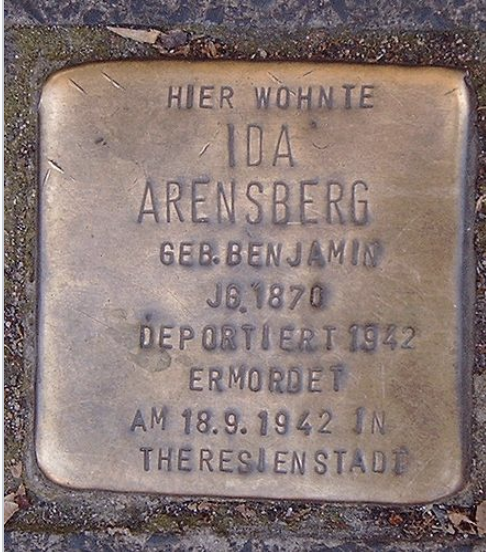 HIER WOHNTE
IDA
ARENSBERG
GEB. BENJAMIN
JG. 1870
DEPORTIERT 1942
ERMORDET
AM 18.9.1942 IN
THERESIENSTADT